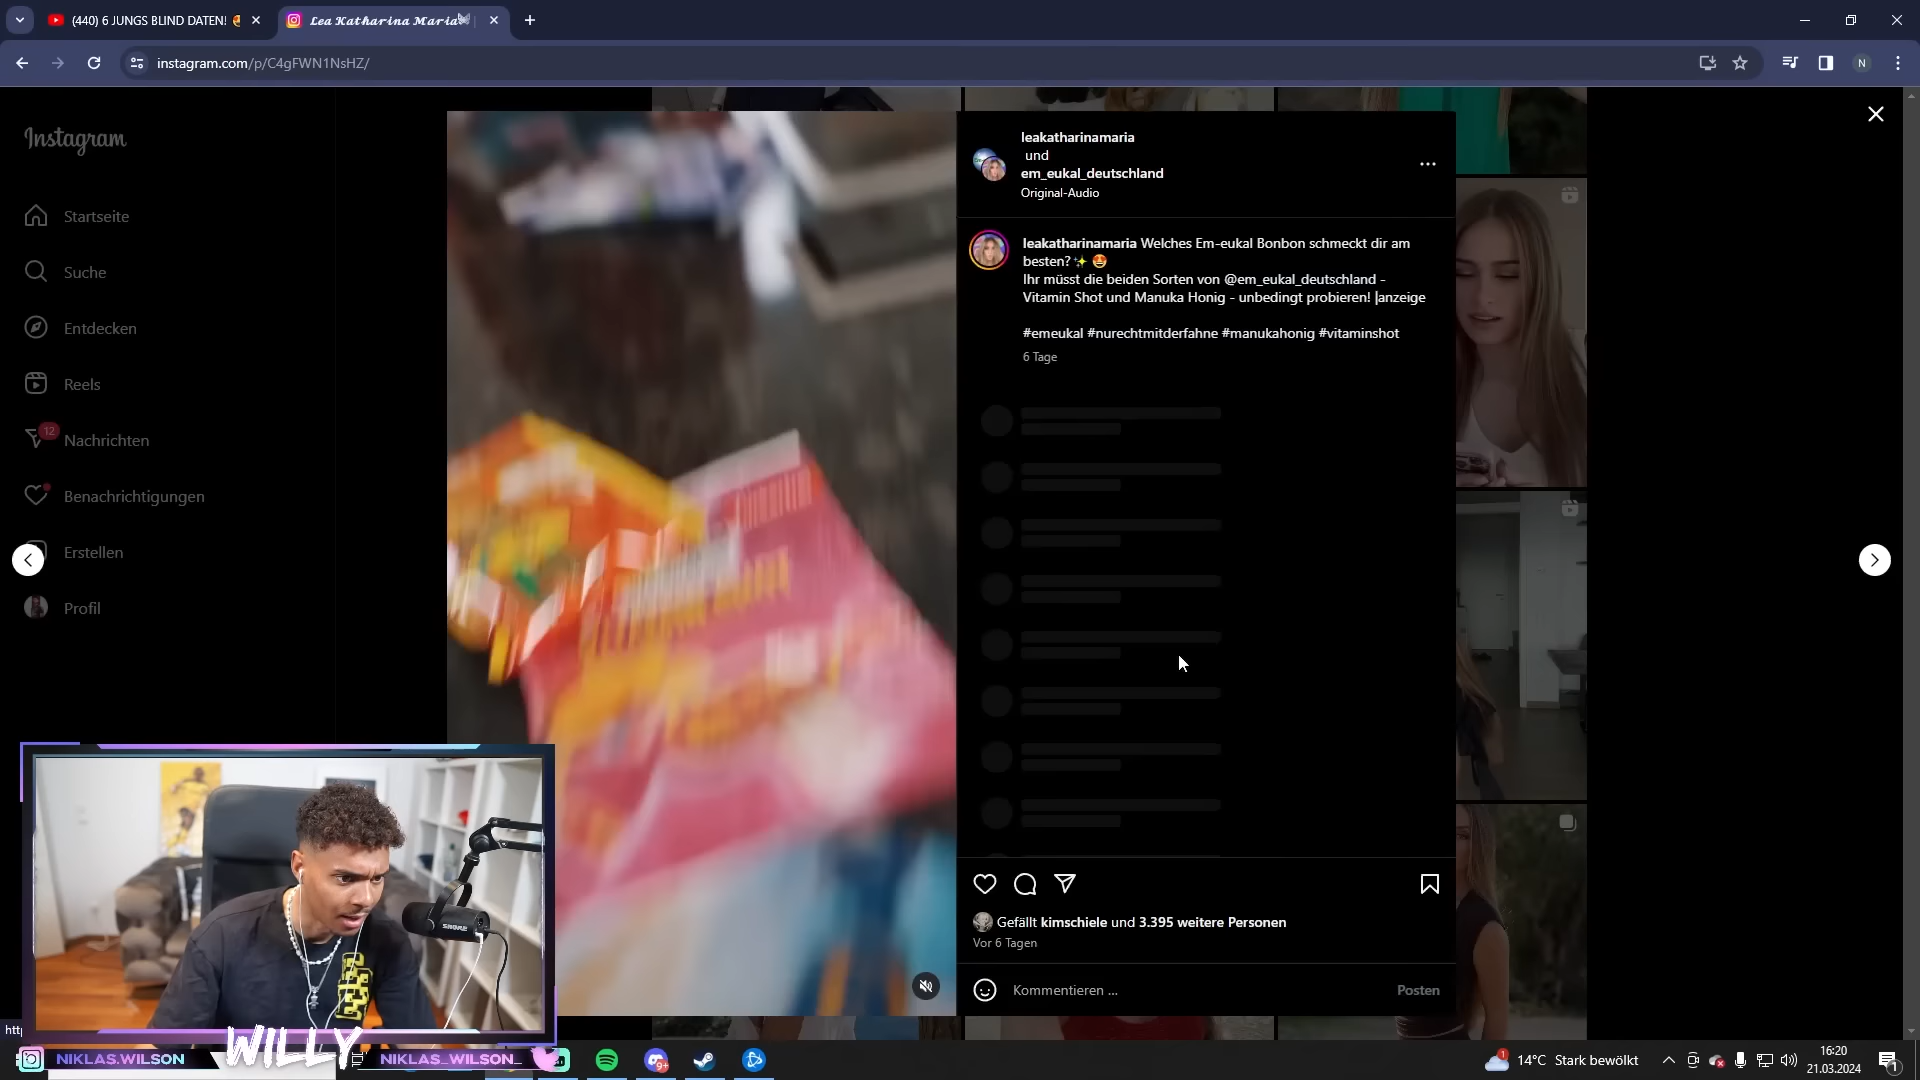 (440) 6 JUNGS BLIND DATEN!
Lea Katharina Maria
instagram.com/p/C4gFWN1NsHZ/
N
Instagram
Startseite
Suche
Entdecken
Reels
12
Nachrichten
Benachrichtigungen
Erstellen
Profil
leakatharinamaria
und
em_eukal_deutschland
Original-Audio
leakatharinamaria Welches Em-eukal Bonbon schmeckt dir am
besten?✨ 🤩
Ihr müsst die beiden Sorten von @em_eukal_deutschland -
Vitamin Shot und Manuka Honig - unbedingt probieren! |anzeige
#emeukal #nurechtmitderfahne #manukahonig #vitaminshot
6 Tage
Gefällt kimschiele und 3.395 weitere Personen
Vor 6 Tagen
Kommentieren ...
Posten
SHURE
NIKLAS.WILSON
WILLY
NIKLAS_WILSON_
9+
1
14°C Stark bewölkt
16:20
21.03.2024
1